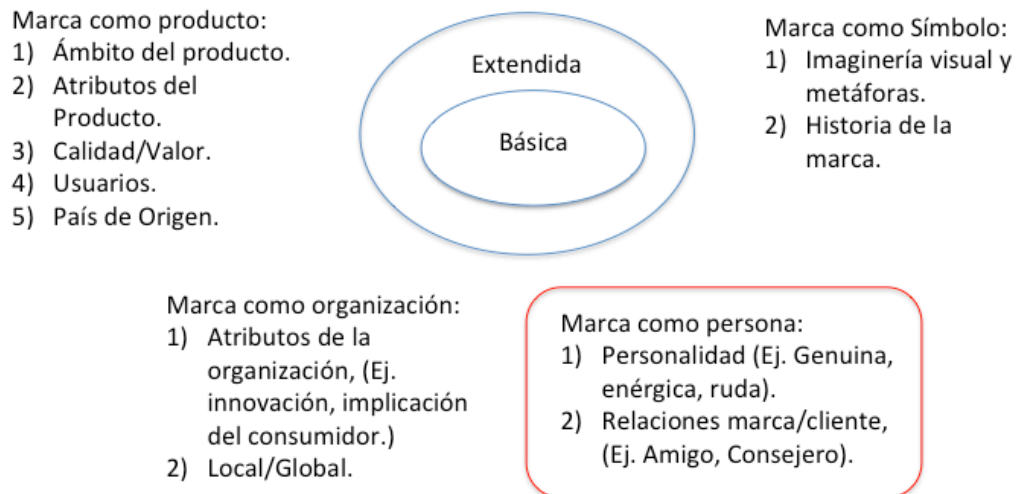 Marca como producto:
1) Ámbito del producto.
2) Atributos del
Producto.
3) Calidad/Valor.
4) Usuarios.
5) País de Origen.
Extendida
Básica
Marca como Símbolo:
1) Imaginería visual y
metáforas.
2) Historia de la
marca.
Marca como organización:
1) Atributos de la
organización, (Ej.
innovación, implicación
del consumidor.)
2) Local/Global.
Marca como persona:
1) Personalidad (Ej. Genuina,
enérgica, ruda).
2) Relaciones marca/cliente,
(Ej. Amigo, Consejero).